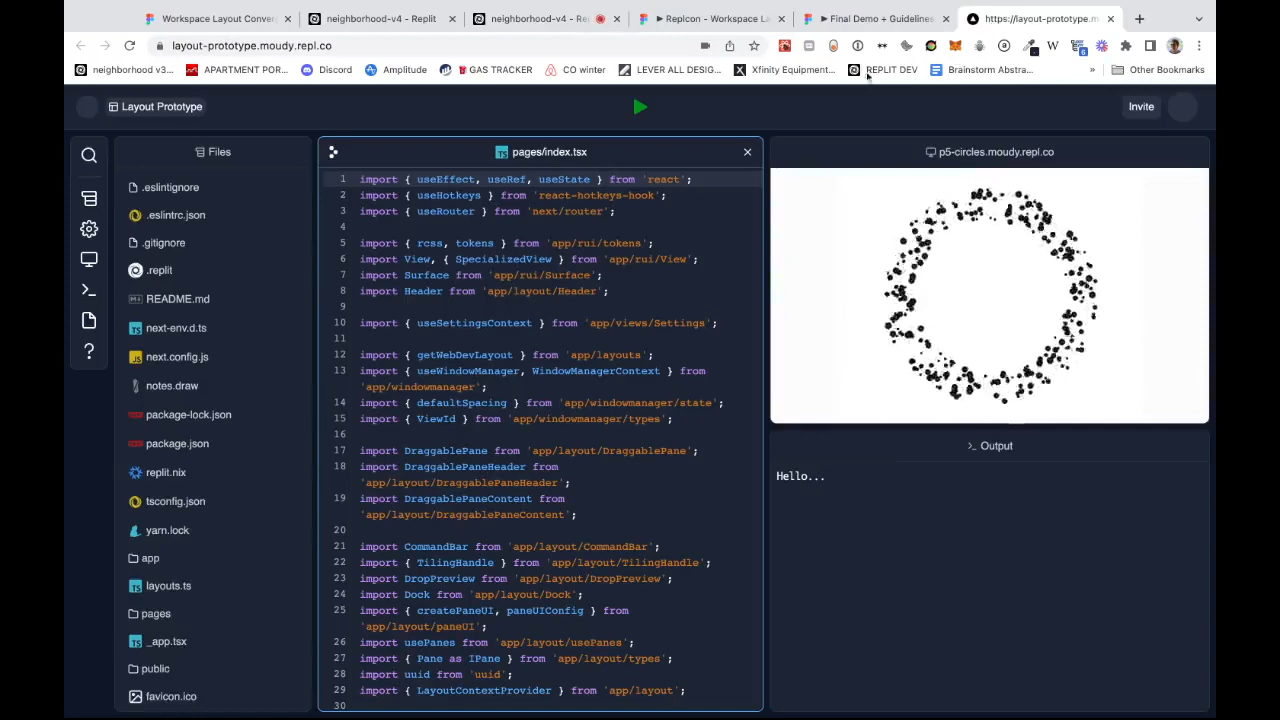 Workspace Layout Conver
neighborhood-v4 - Replit
neighborhood-v4 - Re
Replcon - Workspace La
Final Demo + Guidelines
https://layout-prototype.m
layout-prototype.moudy.repl.co
neighborhood v3...
APARTMENT POR...
Discord
Amplitude
GAS TRACKER
CO winter
LEVER ALL DESIG...
Xfinity Equipment...
REPLIT DEV
Brainstorm Abstra...
»
Other Bookmarks
Layout Prototype
Invite
Files
.eslintignore
.eslintrc.json
.gitignore
.replit
README.md
next-env.d.ts
next.config.js
notes.draw
package-lock.json
package.json
replit.nix
tsconfig.json
yarn.lock
app
layouts.ts
pages
_app.tsx
public
favicon.ico
TS pages/index.tsx
1 import { useEffect, useRef, useState } from 'react';
2 import { useHotkeys } from 'react-hotkeys-hook';
3 import { useRouter } from 'next/router';
4
5 import { rcss, tokens } from 'app/rui/tokens';
6 import View, { SpecializedView } from 'app/rui/View';
7 import Surface from 'app/rui/Surface';
8 import Header from 'app/layout/Header';
9
10 import { useSettingsContext } from 'app/views/Settings';
11
12 import { getWebDevLayout } from 'app/layouts';
13 import { useWindowManager, WindowManagerContext } from
'app/windowmanager';
14 import { defaultSpacing } from 'app/windowmanager/state';
15 import { ViewId } from 'app/windowmanager/types';
16
17 import DraggablePane from 'app/layout/DraggablePane';
18 import DraggablePaneHeader from
'app/layout/DraggablePaneHeader';
19 import DraggablePaneContent from
'app/layout/DraggablePaneContent';
20
21 import CommandBar from 'app/layout/CommandBar';
22 import { TilingHandle } from 'app/layout/TilingHandle';
23 import DropPreview from 'app/layout/DropPreview';
24 import Dock from 'app/layout/Dock';
25 import { createPaneUI, paneUIConfig } from
'app/layout/paneUI';
26 import usePanes from 'app/layout/usePanes';
27 import { Pane as IPane } from 'app/layout/types';
28 import uuid from 'uuid';
29 import { LayoutContextProvider } from 'app/layout';
30
p5-circles.moudy.repl.co
>_ Output
Hello...